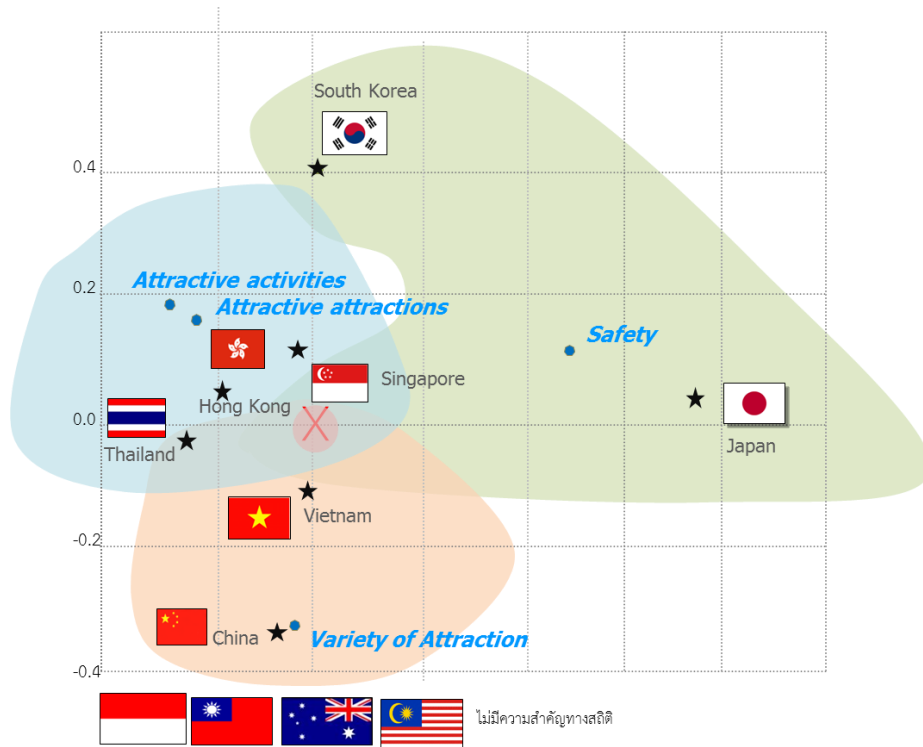 South Korea
0.4
Attractive activities
0.2
Attractive attractions
Safety
Singapore
Hong Kong
0.0
Thailand
Japan
Vietnam
-0.2
China
Variety of Attraction
-0.4
ไม่มีความสำคัญทางสถิติ